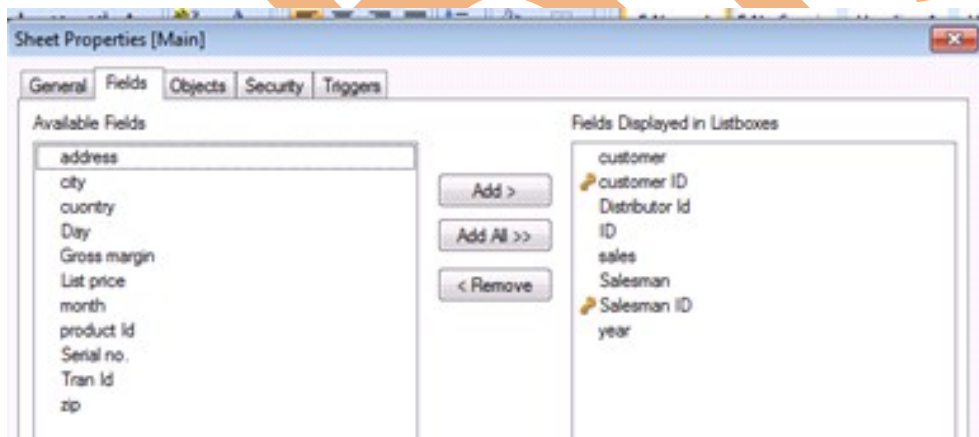 Sheet Properties [Main]
General Fields Objects Security Triggers
Available Fields
address
city
cuontry
Day
Gross margin
List price
month
product Id
Serial no.
Tran Id
zip
Add >
Add All >>
< Remove
Fields Displayed in Listboxes
customer
customer ID
Distributor Id
ID
sales
Salesman
Salesman ID
year